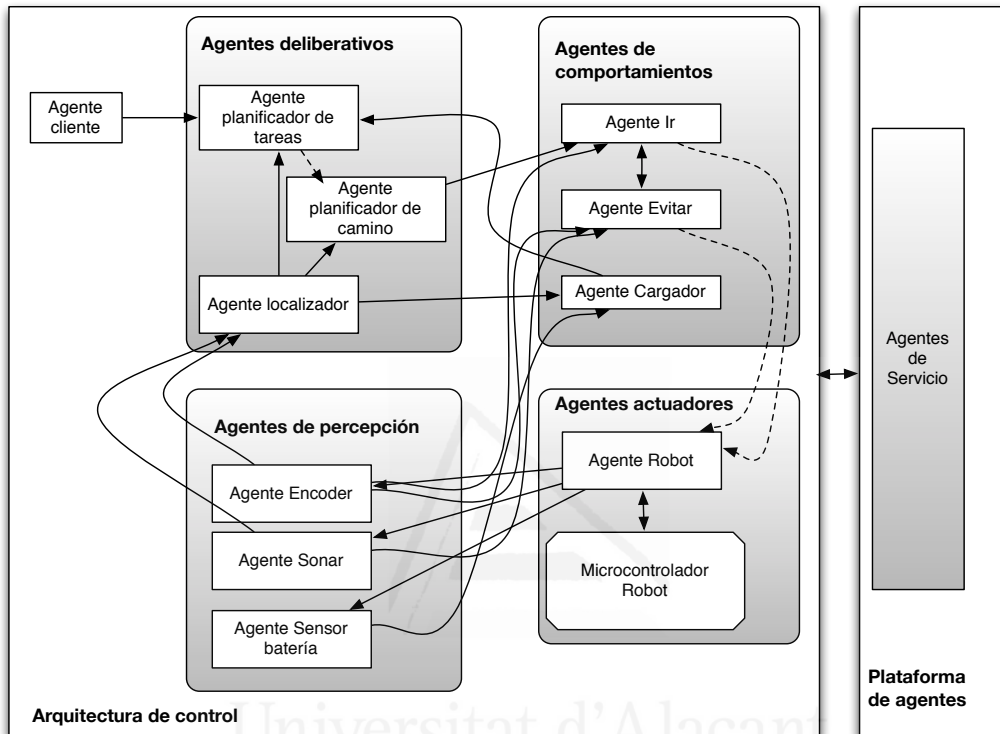 Agentes deliberativos
Agentes de
comportamientos
Agente
cliente
Agente
planificador de
tareas
Agente Ir
Agente
planificador de
camino
Agente Evitar
Agente localizador
Agente Cargador
Agentes
de
Servicio
Agentes de percepción
Agentes actuadores
Agente Encoder
Agente Robot
Agente Sonar
Microcontrolador
Robot
Agente Sensor
batería
Arquitectura de control
Plataforma
de agentes
Universitat d'Alacant